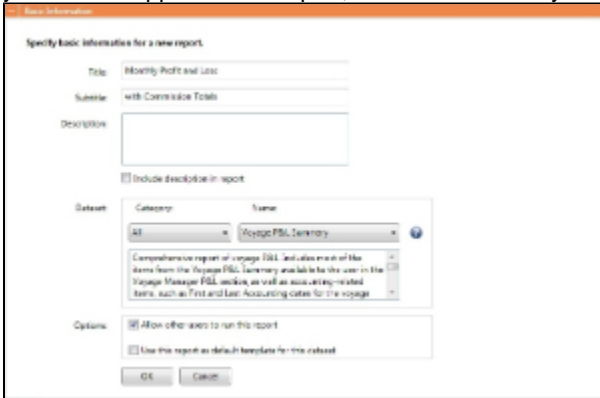 Basic Information
Specify basic information for a new report.
Title: Monthly Profit and Loss
Subtitle: with Commission Totals
Description:
Include description in report
Dataset: Category: Name:
All Voyage P&L Summary
Comprehensive report of voyage P&L. Includes most of the
items from the Voyage P&L Summary available to the user in the
Voyage Manager P&L section, as well as accounting-related
items, such as First and Last Accounting dates for the voyage
Options: Allow other users to run this report
Use this report as default template for this dataset
OK Cancel